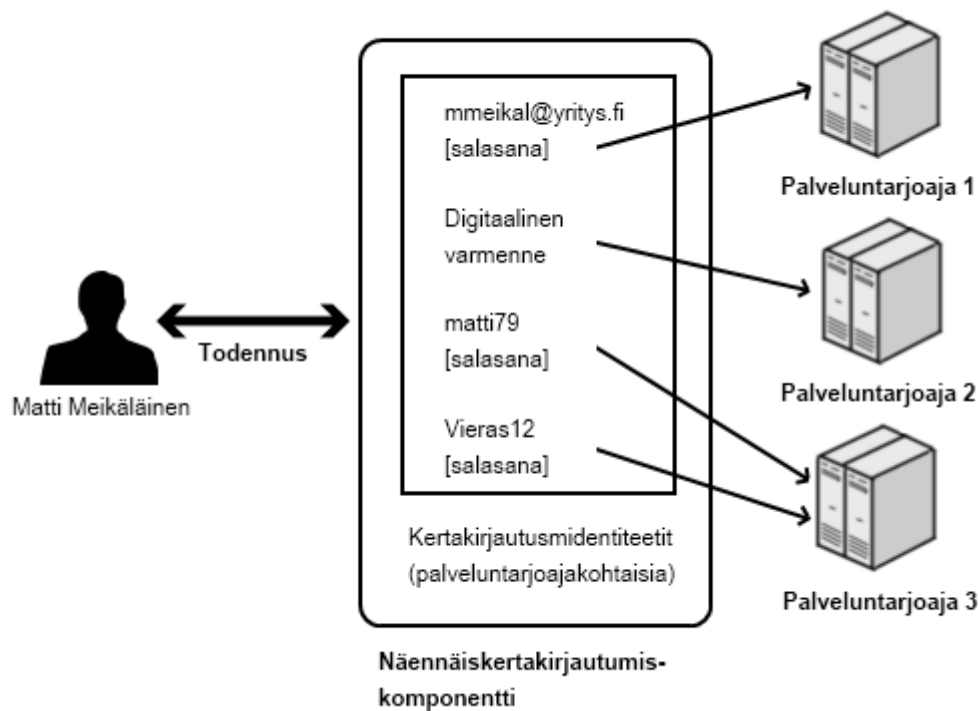 mmeikal@yritys.fi
[salasana]
Digitaalinen
varmenne
matti79
[salasana]
Vieras12
[salasana]
Kertakirjautusmidentiteetit
(palveluntarjoajakohtaisia)
Näennäiskertakirjautumis-
komponentti
Todennus
Matti Meikäläinen
Palveluntarjoaja 1
Palveluntarjoaja 2
Palveluntarjoaja 3